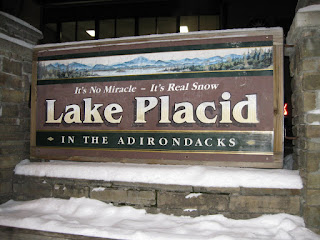 It's No Miracle ~ It's Real Snow
Lake Placid
IN THE ADIRONDACKS